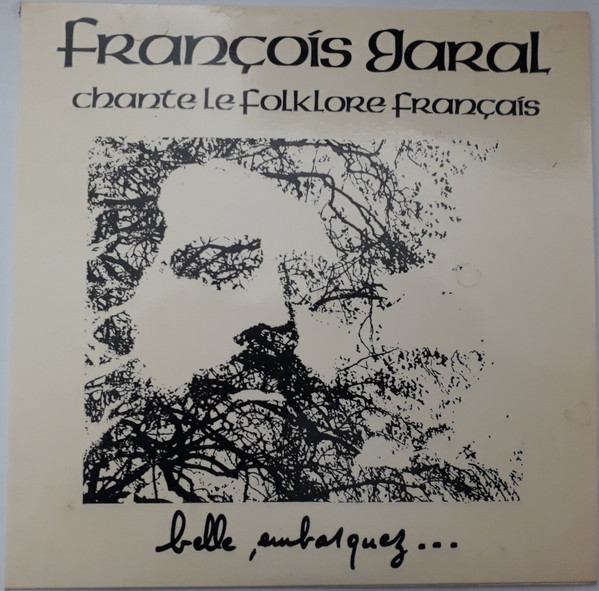 François Garal
chante le folklore français
belle, embarquez...